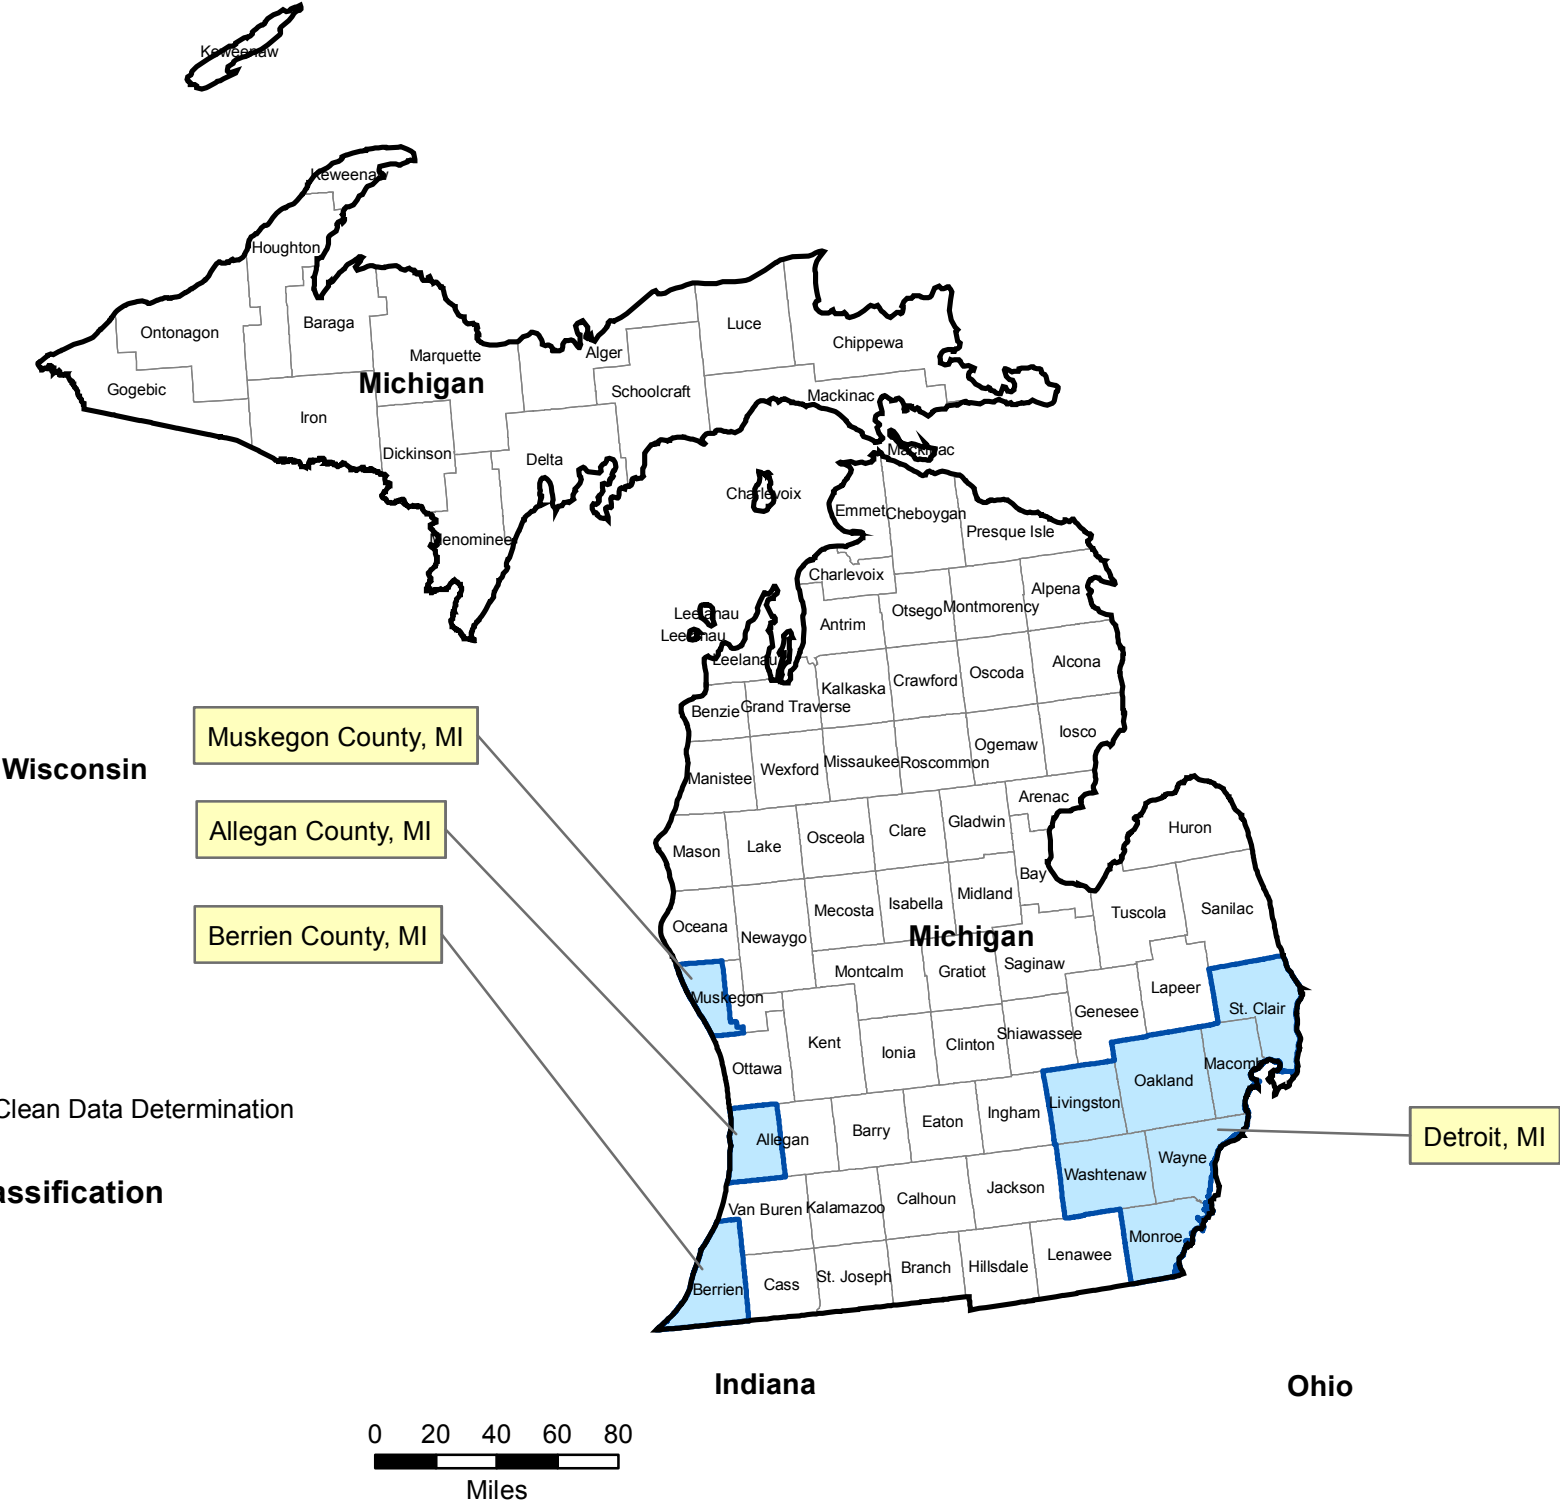 Keweenaw
Keweenaw
Houghton
Ontonagon
Baraga
Luce
Chippewa
Marquette
Alger
Michigan
Gogebic
Schoolcraft
Mackinac
Iron
Dickinson
Delta
Mackinac
Charlevoix
Emmet
Cheboygan
Presque Isle
Menominee
Charlevoix
Alpena
Otsego
Montmorency
Leelanau
Antrim
Leelanau
Leelanau
Alcona
Oscoda
Crawford
Kalkaska
Benzie
Grand Traverse
Iosco
Muskegon County, MI
Ogemaw
Wisconsin
Missaukee
Roscommon
Wexford
Manistee
Arenac
Allegan County, MI
Gladwin
Huron
Clare
Osceola
Lake
Mason
Bay
Midland
Isabella
Mecosta
Tuscola
Sanilac
Oceana
Newaygo
Berrien County, MI
Michigan
Saginaw
Montcalm
Gratiot
Lapeer
Muskegon
St. Clair
Genesee
Shiawassee
Kent
Clinton
Ionia
Ottawa
Macomb
Oakland
Livingston
Clean Data Determination
Ingham
Eaton
Barry
Allegan
Detroit, MI
Wayne
Washtenaw
Jackson
assification
Calhoun
Kalamazoo
Van Buren
Monroe
Lenawee
Hillsdale
Branch
St. Joseph
Cass
Berrien
Indiana
Ohio
0 20 40 60 80
Miles